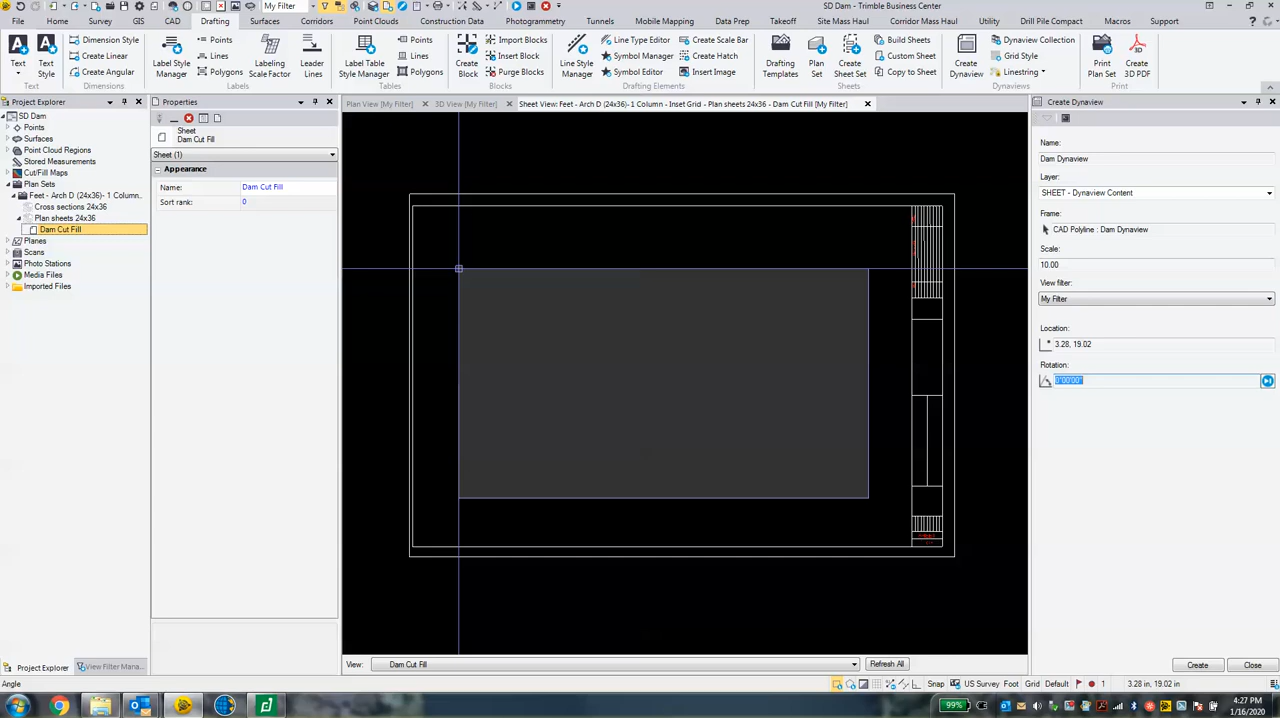 My Filter
SD Dam - Trimble Business Center
File Home Survey GIS CAD Drafting Surfaces Corridors Point Clouds Construction Data Photogrammetry Tunnels Mobile Mapping Data Prep Takeoff Site Mass Haul Corridor Mass Haul Utility Drill Pile Compact Macros Support
Dimension Style Points Points Import Blocks Line Type Editor Create Scale Bar Build Sheets Dynaview Collection
Create Linear Lines Lines Insert Block Symbol Manager Create Hatch Custom Sheet Grid Style
Create Angular Polygons Polygons Purge Blocks Symbol Editor Insert Image Copy to Sheet Linestring
Text Text Style Label Style Manager Labeling Scale Factor Leader Lines Label Table Style Manager Create Block Line Style Manager Drafting Templates Plan Set Create Sheet Set Create Dynaview Print Plan Set Create 3D PDF
Text Dimensions Labels Tables Blocks Drafting Elements Sheets Dynaviews Printing
Project Explorer
SD Dam
Points
Surfaces
Point Cloud Regions
Stored Measurements
Cut/Fill Maps
Plan Sets
Feet - Arch D (24x36)- 1 Column...
Cross sections 24x36
Plan sheets 24x36
Dam Cut Fill
Planes
Scans
Photo Stations
Media Files
Imported Files
Project Explorer View Filter Mana...
Properties
Sheet
Dam Cut Fill
Sheet (1)
Appearance
Name: Dam Cut Fill
Sort rank: 0
Plan View [My Filter] 3D View [My Filter] Sheet View: Feet - Arch D (24x36)- 1 Column - Inset Grid - Plan sheets 24x36 - Dam Cut Fill [My Filter]
View: Dam Cut Fill Refresh All
Create Dynaview
Name:
Dam Dynaview
Layer:
SHEET - Dynaview Content
Frame:
CAD Polyline : Dam Dynaview
Scale:
10.00
View filter:
My Filter
Location:
3.28, 19.02
Rotation:
0°00'00"
Create Close
Angle
Snap US Survey Foot Grid Default 1 3.28 in, 19.02 in
99% 4:27 PM
1/16/2020